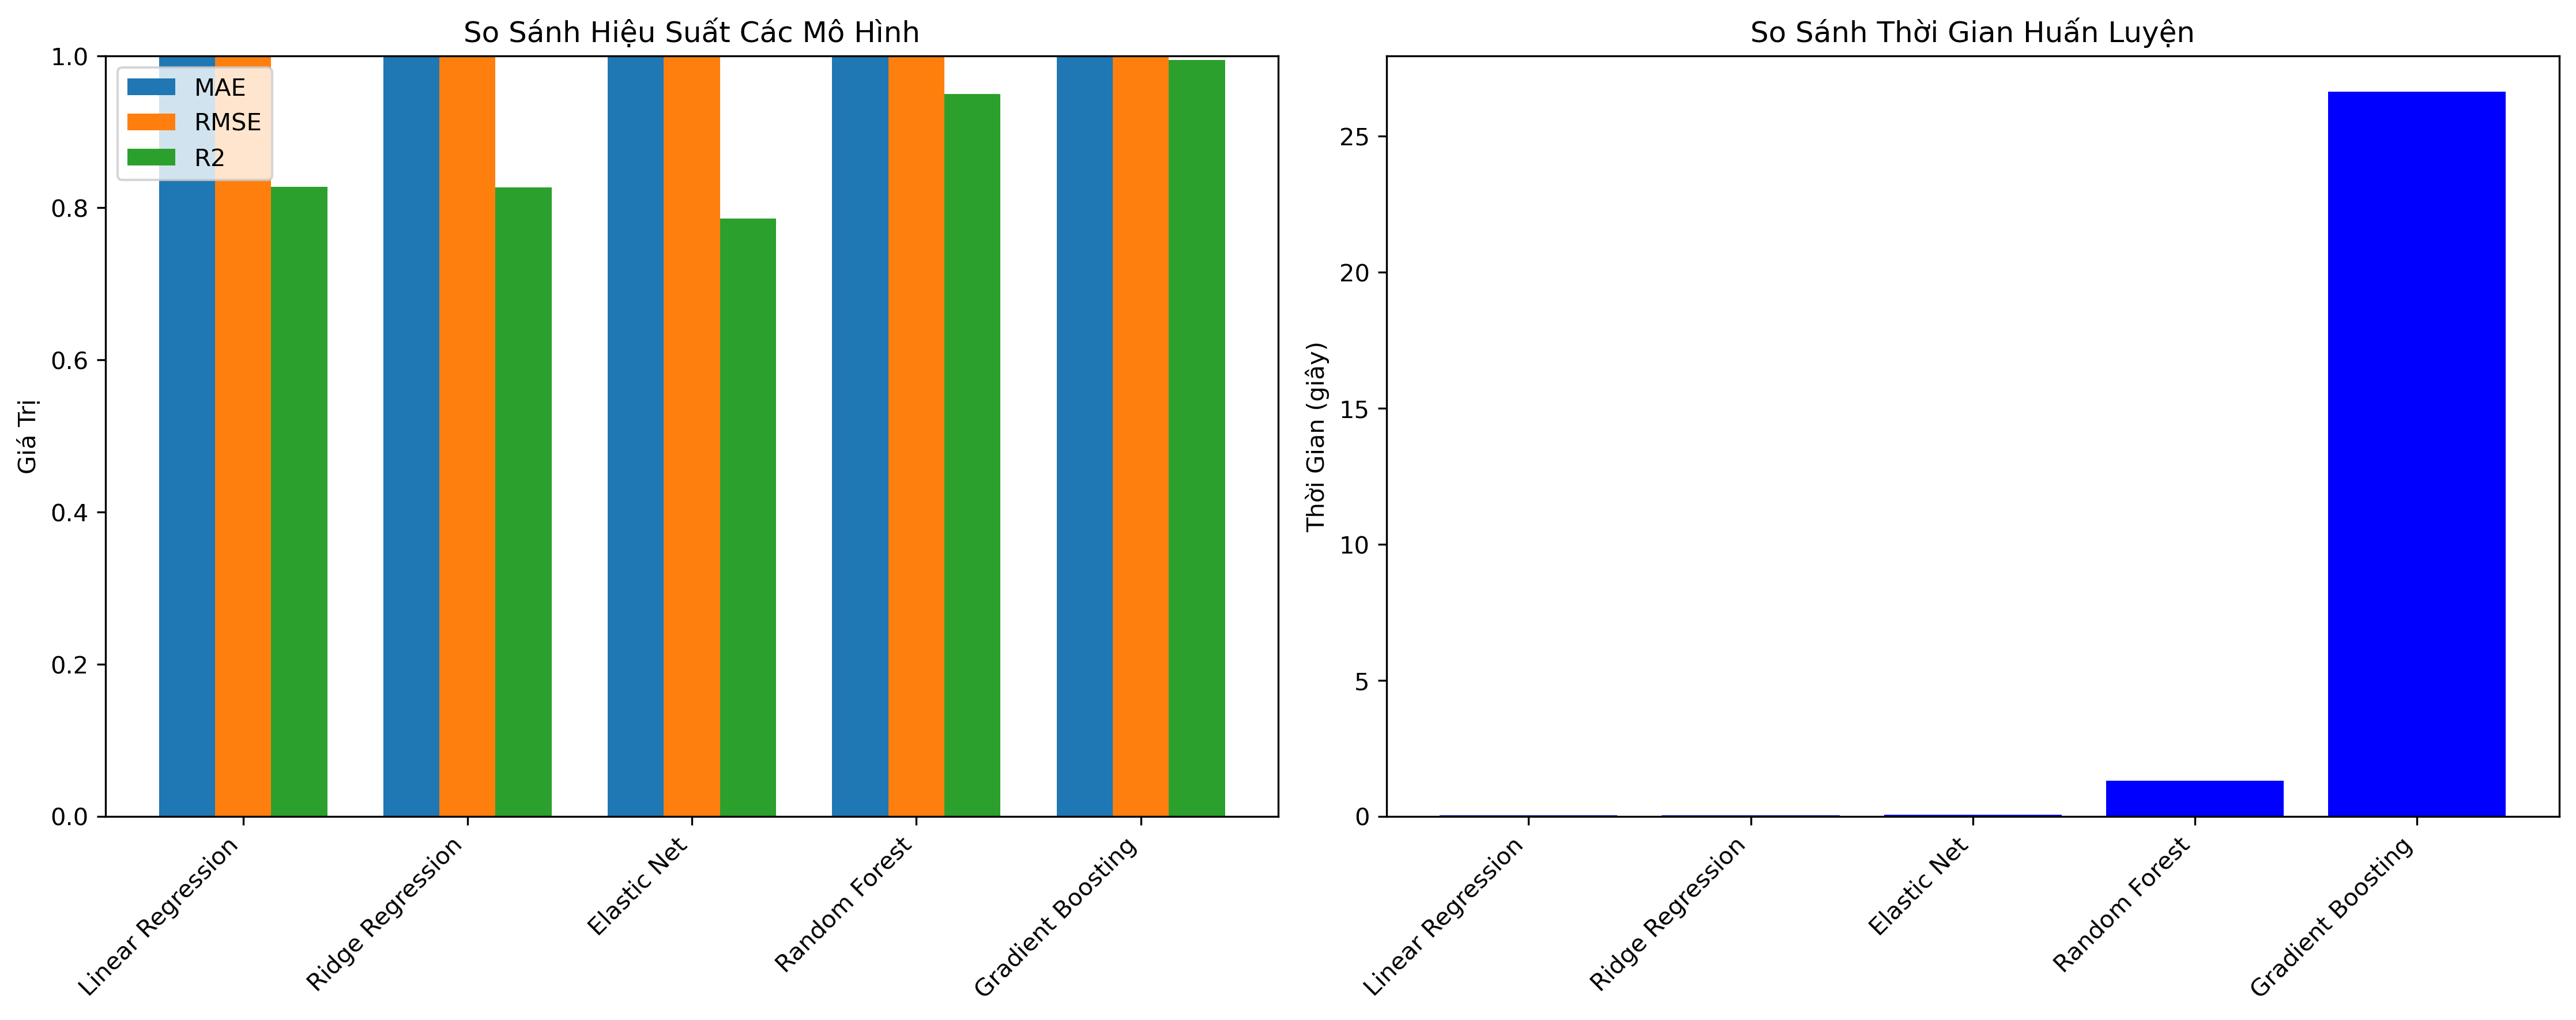 So Sánh Hiệu Suất Các Mô Hình
1.0
0.8
0.6
0.4
0.2
0.0
Giá Trị
MAE
RMSE
R2
Linear Regression
Ridge Regression
Elastic Net
Random Forest
Gradient Boosting
So Sánh Thời Gian Huấn Luyện
25
20
15
10
5
0
Thời Gian (giây)
Linear Regression
Ridge Regression
Elastic Net
Random Forest
Gradient Boosting